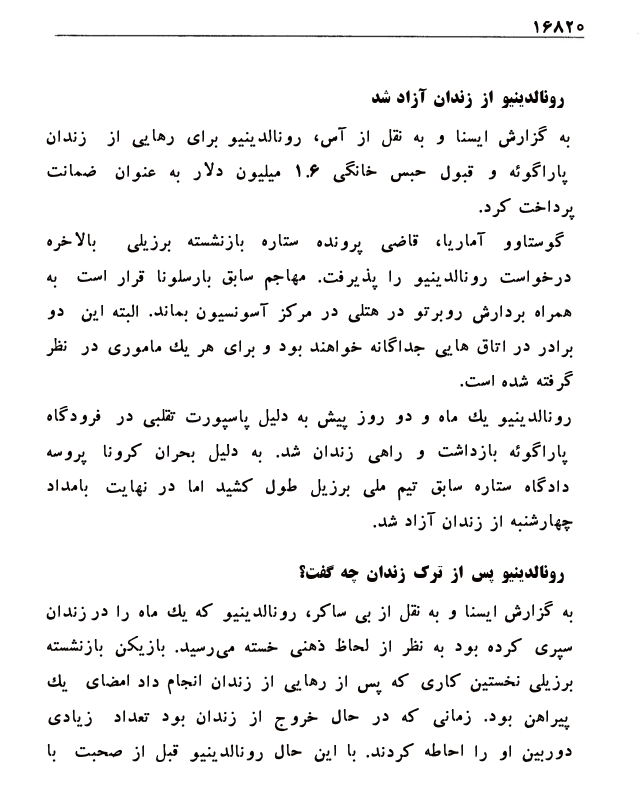 ۱۶۸۲۰
رونالدینیو از زندان آزاد شد
به گزارش ایسنا و به نقل از آس، رونالدینیو برای رهایی از زندان
پاراگوئه و قبول حبس خانگی ۱.۶ میلیون دلار به عنوان ضمانت
پرداخت کرد.
گوستاوو آماریا، قاضی پرونده ستاره بازنشسته برزیلی بالاخره
درخواست رونالدینیو را پذیرفت. مهاجم سابق بارسلونا قرار است به
همراه بردارش روبرتو در هتلی در مرکز آسونسیون بماند. البته این دو
برادر در اتاق هایی جداگانه خواهند بود و برای هر یك ماموری در نظر
گرفته شده است.
رونالدینیو یك ماه و دو روز پیش به دلیل پاسپورت تقلبی در فرودگاه
پاراگوئه بازداشت و راهی زندان شد. به دلیل بحران کرونا پروسه
دادگاه ستاره سابق تیم ملی برزیل طول کشید اما در نهایت بامداد
چهارشنبه از زندان آزاد شد.
رونالدینیو پس از ترک زندان چه گفت؟
به گزارش ایسنا و به نقل از بی ساکر، رونالدینیو که یك ماه را در زندان
سپری کرده بود به نظر از لحاظ ذهنی خسته می‌رسید. بازیکن بازنشسته
برزیلی نخستین کاری که پس از رهایی از زندان انجام داد امضای یك
پیراهن بود. زمانی که در حال خروج از زندان بود تعداد زیادی
دوربین او را احاطه کردند. با این حال رونالدینیو قبل از صحبت با